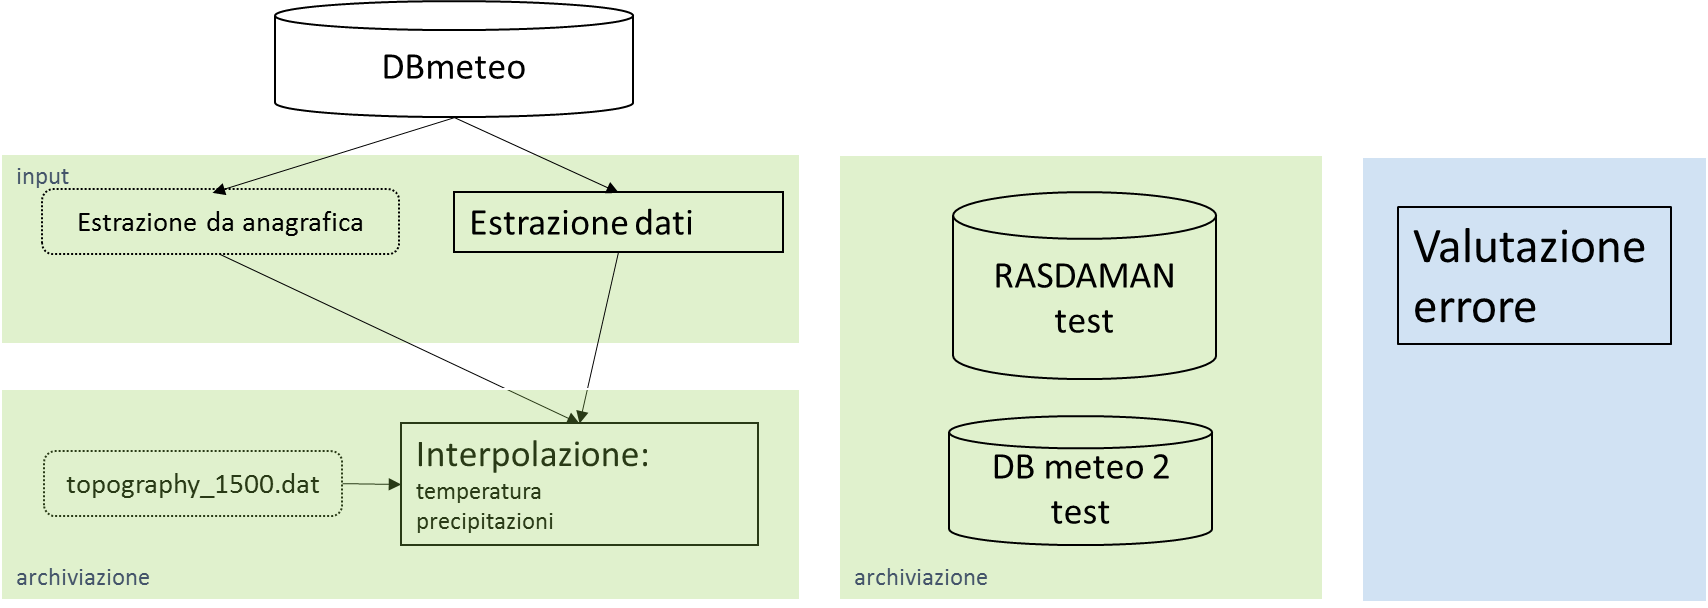 DBmeteo
input
Estrazione da anagrafica
Estrazione dati
topography_1500.dat
Interpolazione:
temperatura
precipitazioni
archiviazione
RASDAMAN
test
DB meteo 2
test
archiviazione
Valutazione
errore